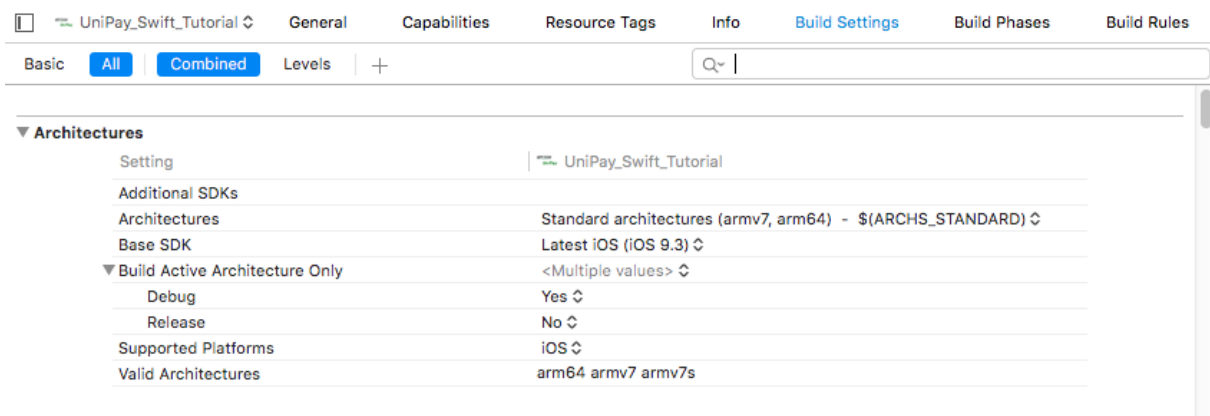 UniPay_Swift_Tutorial General Capabilities Resource Tags Info Build Settings Build Phases Build Rules
Basic All Combined Levels +
Architectures
Setting UniPay_Swift_Tutorial
Additional SDKs
Architectures Standard architectures (armv7, arm64) - $(ARCHS_STANDARD)
Base SDK Latest iOS (iOS 9.3)
Build Active Architecture Only <Multiple values>
Debug Yes
Release No
Supported Platforms iOS
Valid Architectures arm64 armv7 armv7s